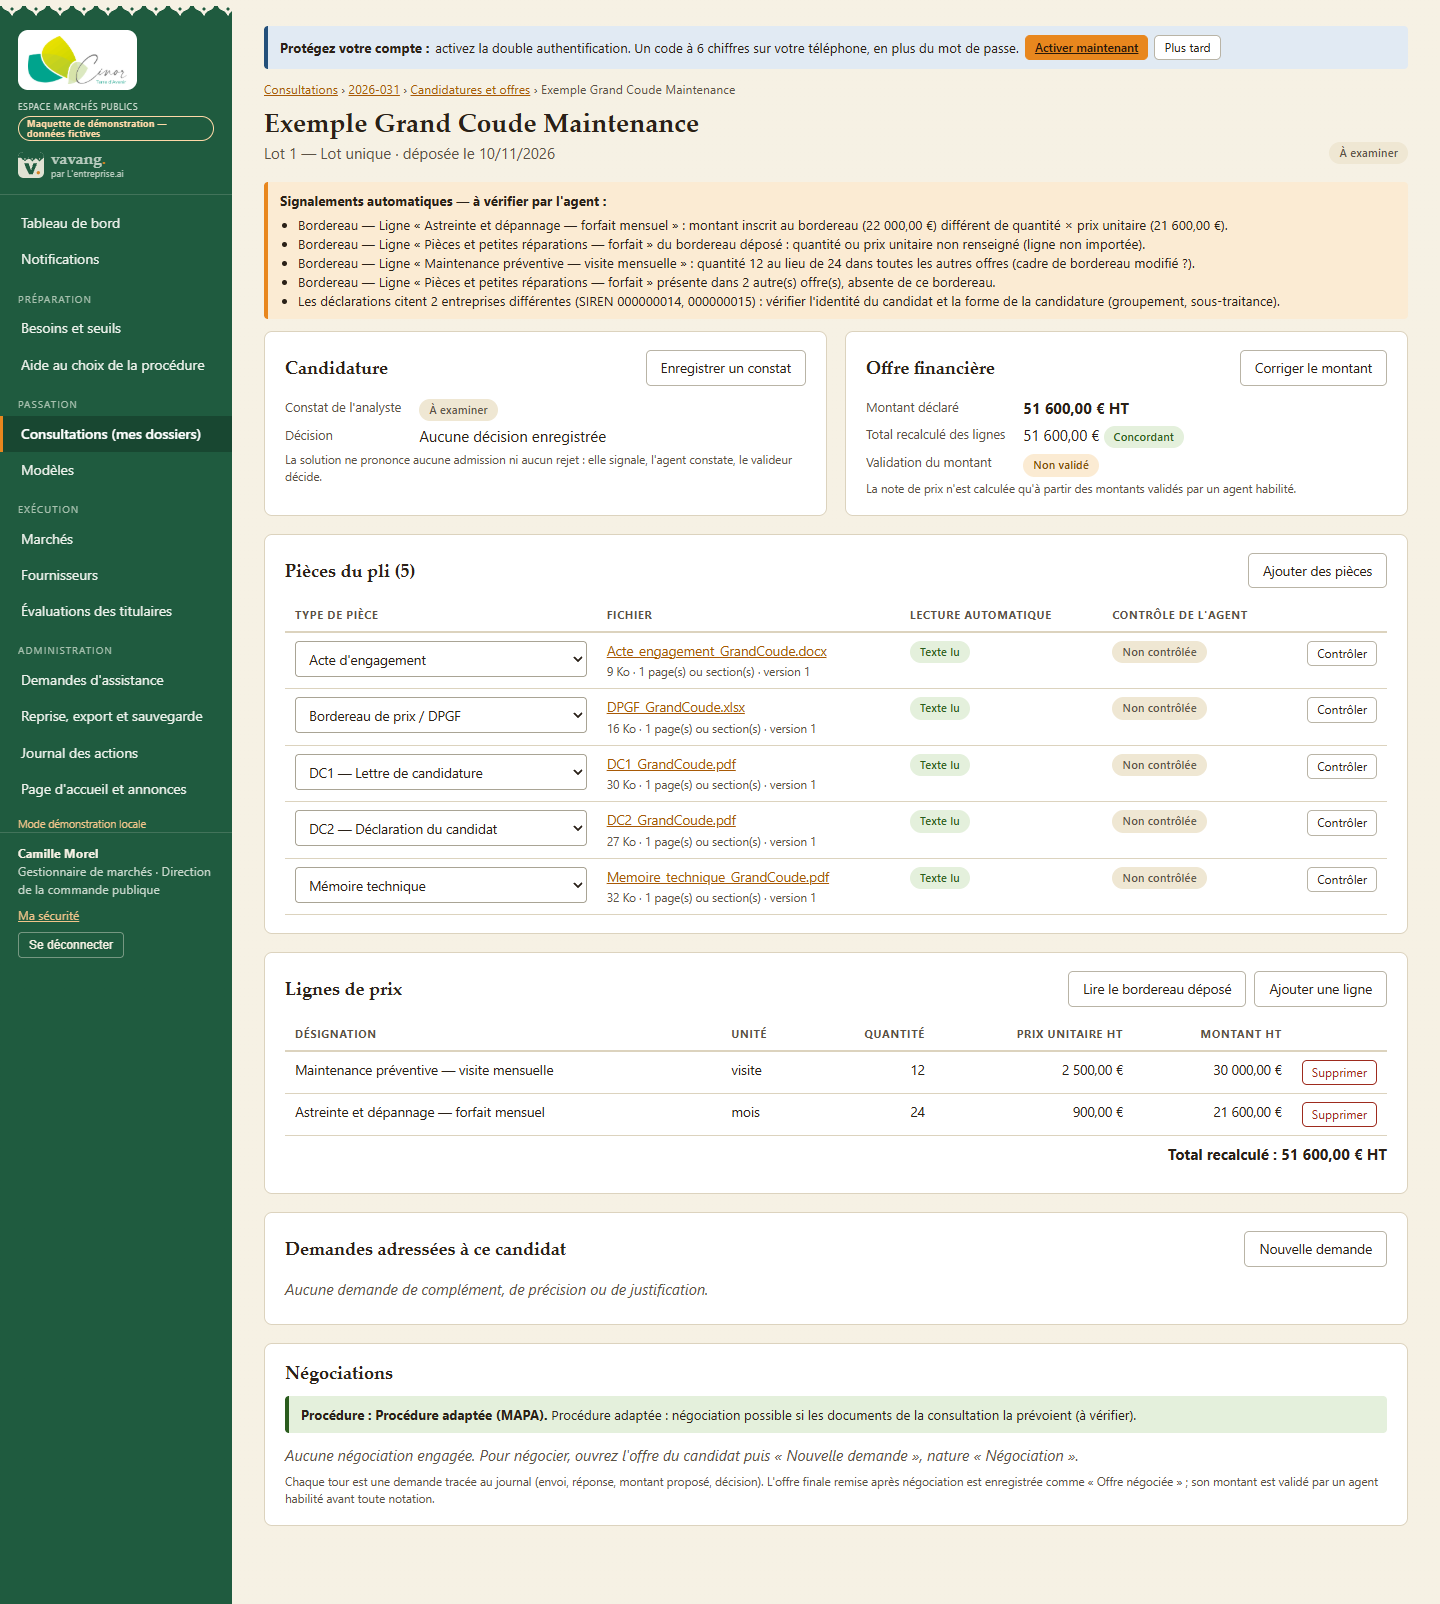 Cinor
Terre d'Avenir
ESPACE MARCHÉS PUBLICS
Maquette de démonstration —
données fictives
v.
vavang.
par L'entreprise.ai
Tableau de bord
Notifications
PRÉPARATION
Besoins et seuils
Aide au choix de la procédure
PASSATION
Consultations (mes dossiers)
Modèles
EXÉCUTION
Marchés
Fournisseurs
Évaluations des titulaires
ADMINISTRATION
Demandes d'assistance
Reprise, export et sauvegarde
Journal des actions
Page d'accueil et annonces
Mode démonstration locale
Camille Morel
Gestionnaire de marchés · Direction
de la commande publique
Ma sécurité
Se déconnecter
Protégez votre compte : activez la double authentification. Un code à 6 chiffres sur votre téléphone, en plus du mot de passe. Activer maintenant Plus tard
Consultations › 2026-031 › Candidatures et offres › Exemple Grand Coude Maintenance
Exemple Grand Coude Maintenance
Lot 1 — Lot unique · déposée le 10/11/2026 À examiner
Signalements automatiques — à vérifier par l'agent :
• Bordereau — Ligne « Astreinte et dépannage — forfait mensuel » : montant inscrit au bordereau (22 000,00 €) différent de quantité × prix unitaire (21 600,00 €).
• Bordereau — Ligne « Pièces et petites réparations — forfait » du bordereau déposé : quantité ou prix unitaire non renseigné (ligne non importée).
• Bordereau — Ligne « Maintenance préventive — visite mensuelle » : quantité 12 au lieu de 24 dans toutes les autres offres (cadre de bordereau modifié ?).
• Bordereau — Ligne « Pièces et petites réparations — forfait » présente dans 2 autre(s) offre(s), absente de ce bordereau.
• Les déclarations citent 2 entreprises différentes (SIREN 000000014, 000000015) : vérifier l'identité du candidat et la forme de la candidature (groupement, sous-traitance).
Candidature Enregistrer un constat
Constat de l'analyste À examiner
Décision Aucune décision enregistrée
La solution ne prononce aucune admission ni aucun rejet : elle signale, l'agent constate, le valideur
décide.
Offre financière Corriger le montant
Montant déclaré 51 600,00 € HT
Total recalculé des lignes 51 600,00 € Concordant
Validation du montant Non validé
La note de prix n'est calculée qu'à partir des montants validés par un agent habilité.
Pièces du pli (5) Ajouter des pièces
TYPE DE PIÈCE FICHIER LECTURE AUTOMATIQUE CONTRÔLE DE L'AGENT
Acte d'engagement Acte_engagement_GrandCoude.docx Texte lu Non contrôlée Contrôler
9 Ko · 1 page(s) ou section(s) · version 1
Bordereau de prix / DPGF DPGF_GrandCoude.xlsx Texte lu Non contrôlée Contrôler
16 Ko · 1 page(s) ou section(s) · version 1
DC1 — Lettre de candidature DC1_GrandCoude.pdf Texte lu Non contrôlée Contrôler
30 Ko · 1 page(s) ou section(s) · version 1
DC2 — Déclaration du candidat DC2_GrandCoude.pdf Texte lu Non contrôlée Contrôler
27 Ko · 1 page(s) ou section(s) · version 1
Mémoire technique Memoire_technique_GrandCoude.pdf Texte lu Non contrôlée Contrôler
32 Ko · 1 page(s) ou section(s) · version 1
Lignes de prix Lire le bordereau déposé Ajouter une ligne
DÉSIGNATION UNITÉ QUANTITÉ PRIX UNITAIRE HT MONTANT HT
Maintenance préventive — visite mensuelle visite 12 2 500,00 € 30 000,00 € Supprimer
Astreinte et dépannage — forfait mensuel mois 24 900,00 € 21 600,00 € Supprimer
Total recalculé : 51 600,00 € HT
Demandes adressées à ce candidat Nouvelle demande
Aucune demande de complément, de précision ou de justification.
Négociations
Procédure : Procédure adaptée (MAPA). Procédure adaptée : négociation possible si les documents de la consultation la prévoient (à vérifier).
Aucune négociation engagée. Pour négocier, ouvrez l'offre du candidat puis « Nouvelle demande », nature « Négociation ».
Chaque tour est une demande tracée au journal (envoi, réponse, montant proposé, décision). L'offre finale remise après négociation est enregistrée comme « Offre négociée » ; son montant est validé par un agent
habilité avant toute notation.